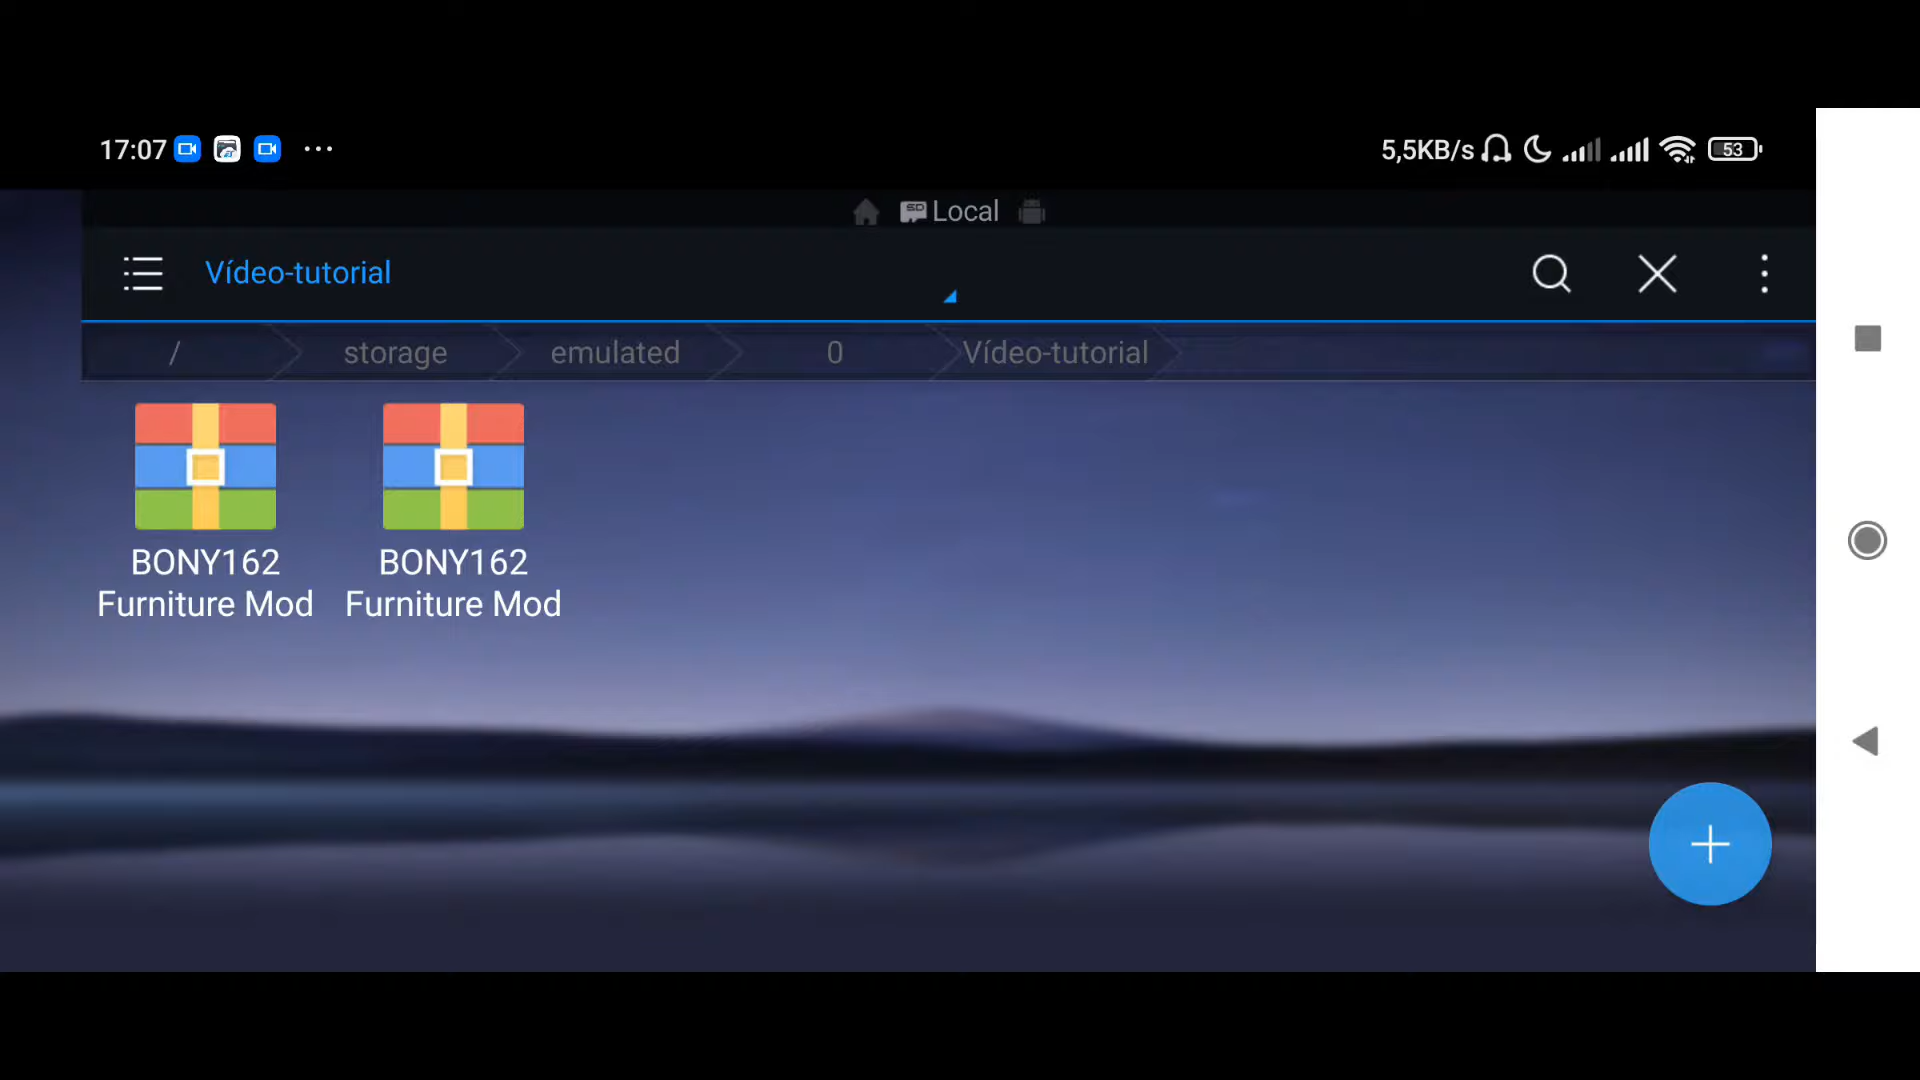 17:07
5,5KB/s
53
SD Local
Vídeo-tutorial
/ storage emulated 0 Vídeo-tutorial
BONY162
Furniture Mod
BONY162
Furniture Mod